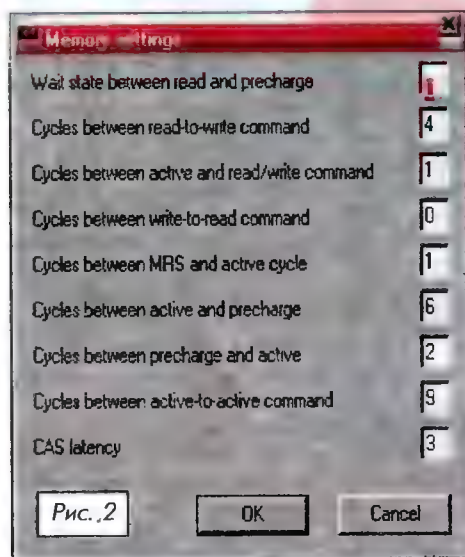 Memory settings
Wait state between read and precharge 1
Cycles between read-to-write command 4
Cycles between active and read/write command 1
Cycles between write-to-read command 0
Cycles between MRS and active cycle 1
Cycles between active and precharge 6
Cycles between precharge and active 2
Cycles between active-to-active command 9
CAS latency 3
Рис. 2
OK Cancel